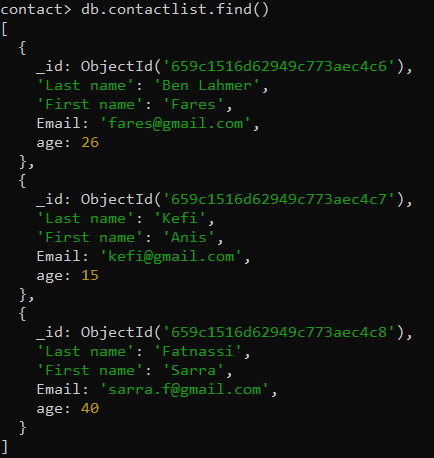 contact> db.contactlist.find()
[
  {
    _id: ObjectId('659c1516d62949c773aec4c6'),
    'Last name': 'Ben Lahmer',
    'First name': 'Fares',
    Email: 'fares@gmail.com',
    age: 26
  },
  {
    _id: ObjectId('659c1516d62949c773aec4c7'),
    'Last name': 'Kefi',
    'First name': 'Anis',
    Email: 'kefi@gmail.com',
    age: 15
  },
  {
    _id: ObjectId('659c1516d62949c773aec4c8'),
    'Last name': 'Fatnassi',
    'First name': 'Sarra',
    Email: 'sarra.f@gmail.com',
    age: 40
  }
]